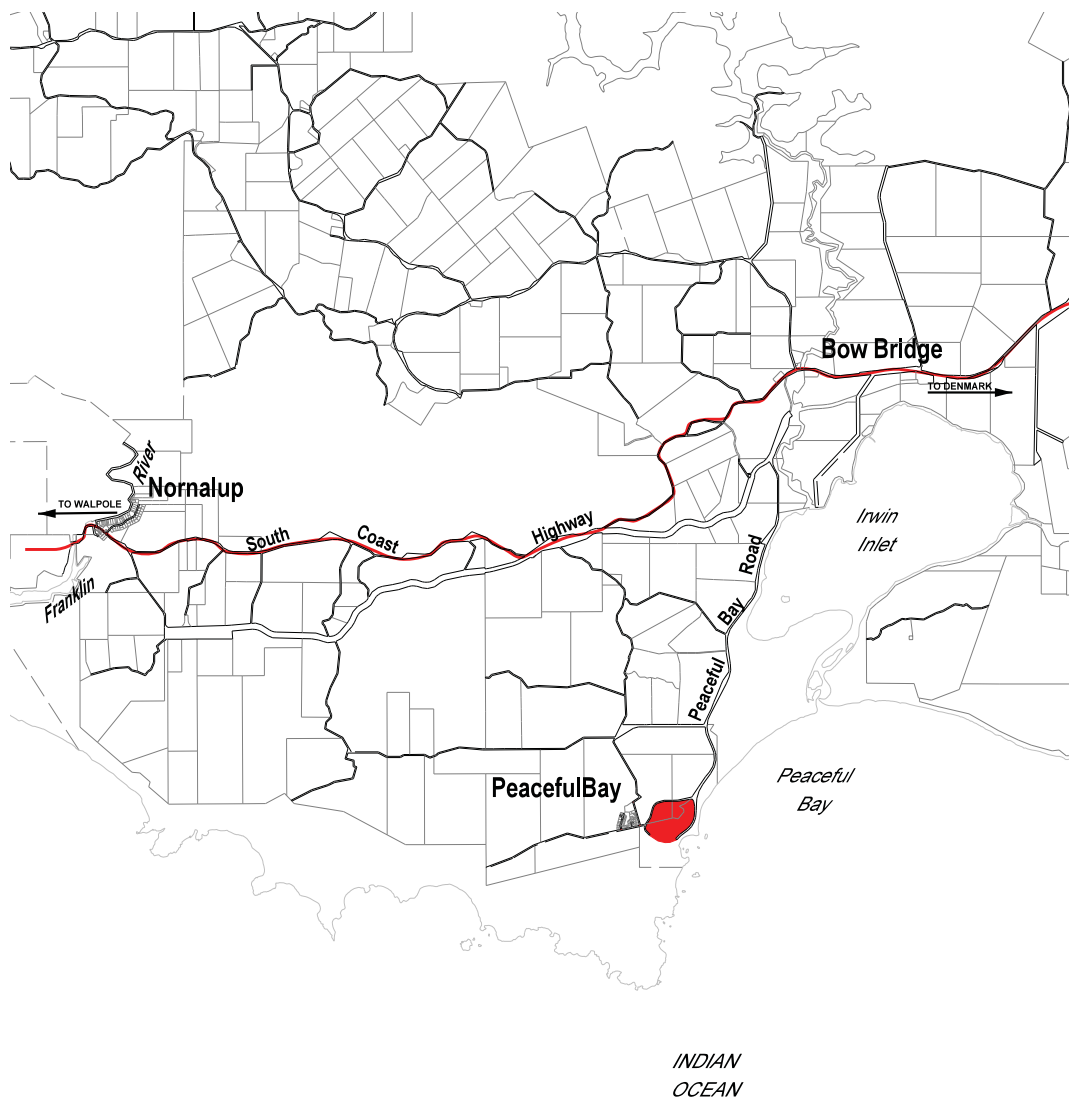 Bow Bridge
TO DENMARK
River
Nornalup
TO WALPOLE
Irwin
Inlet
South Coast Highway
Franklin
Peaceful Bay Road
PeacefulBay
Peaceful
Bay
INDIAN
OCEAN